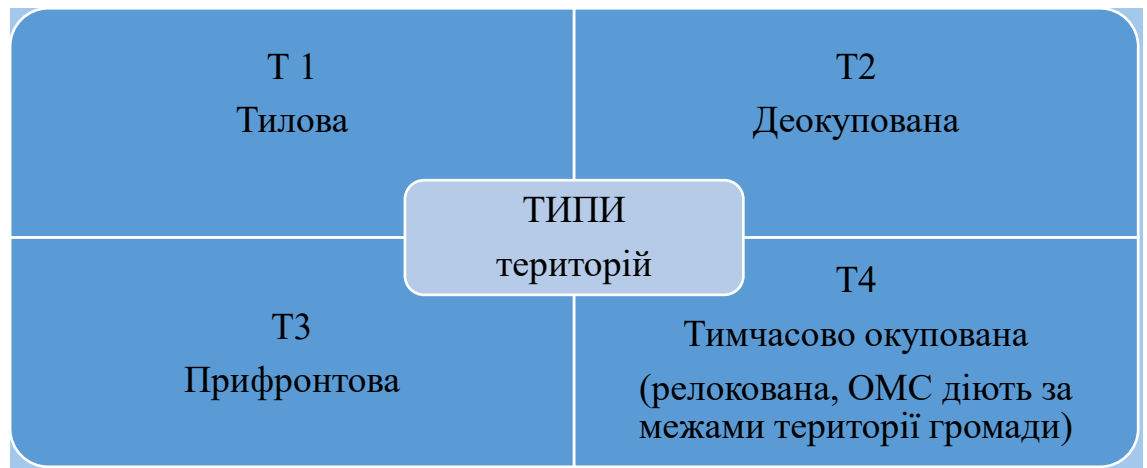 Т 1
Тилова
Т2
Деокупована
ТИПИ
територій
Т3
Прифронтова
Т4
Тимчасово окупована
(релокована, ОМС діють за
межами території громади)